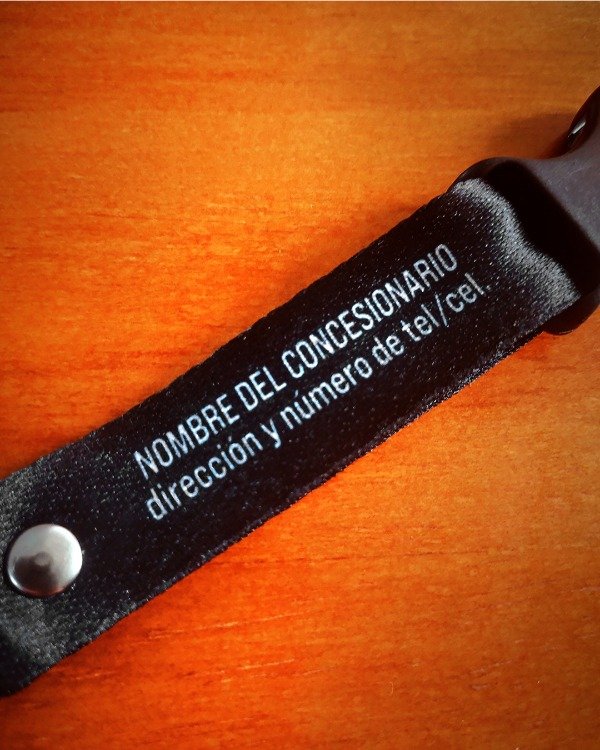 NOMBRE DEL CONCESIONARIO
dirección y número de tel/cel.